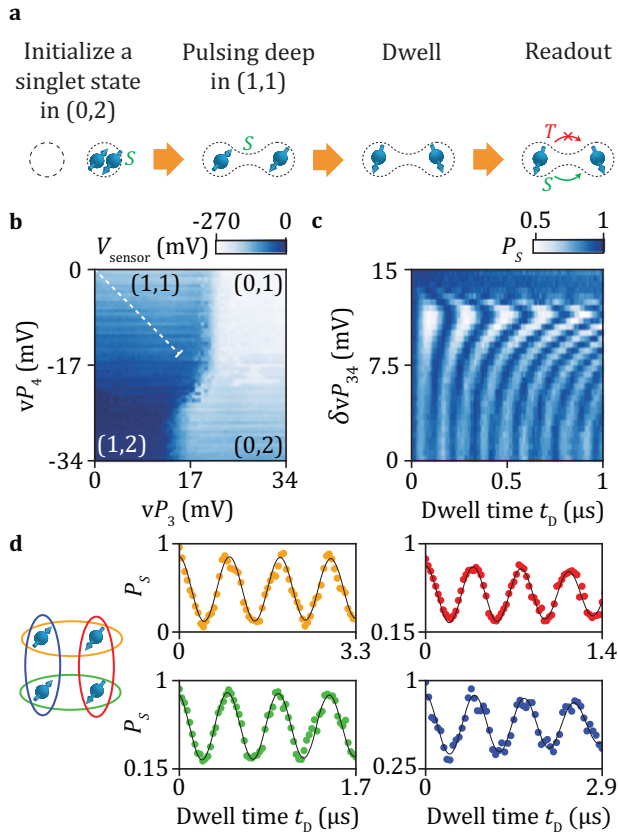 a
Initialize a
singlet state
in (0,2)
Pulsing deep
in (1,1)
Dwell
Readout
S
S
T
S
b
-270 0
V_sensor (mV)
0
(1,1) (0,1)
-17
(1,2) (0,2)
-34
vP_4 (mV)
0 17 34
vP_3 (mV)
c
0.5 1
P_S
15
7.5
0
δvP_34 (mV)
0 0.5 1
Dwell time t_D (μs)
d
1
P_S
0
0 3.3
1
0.15
0 1.4
1
P_S
0.15
0 1.7
Dwell time t_D (μs)
1
0.25
0 2.9
Dwell time t_D (μs)